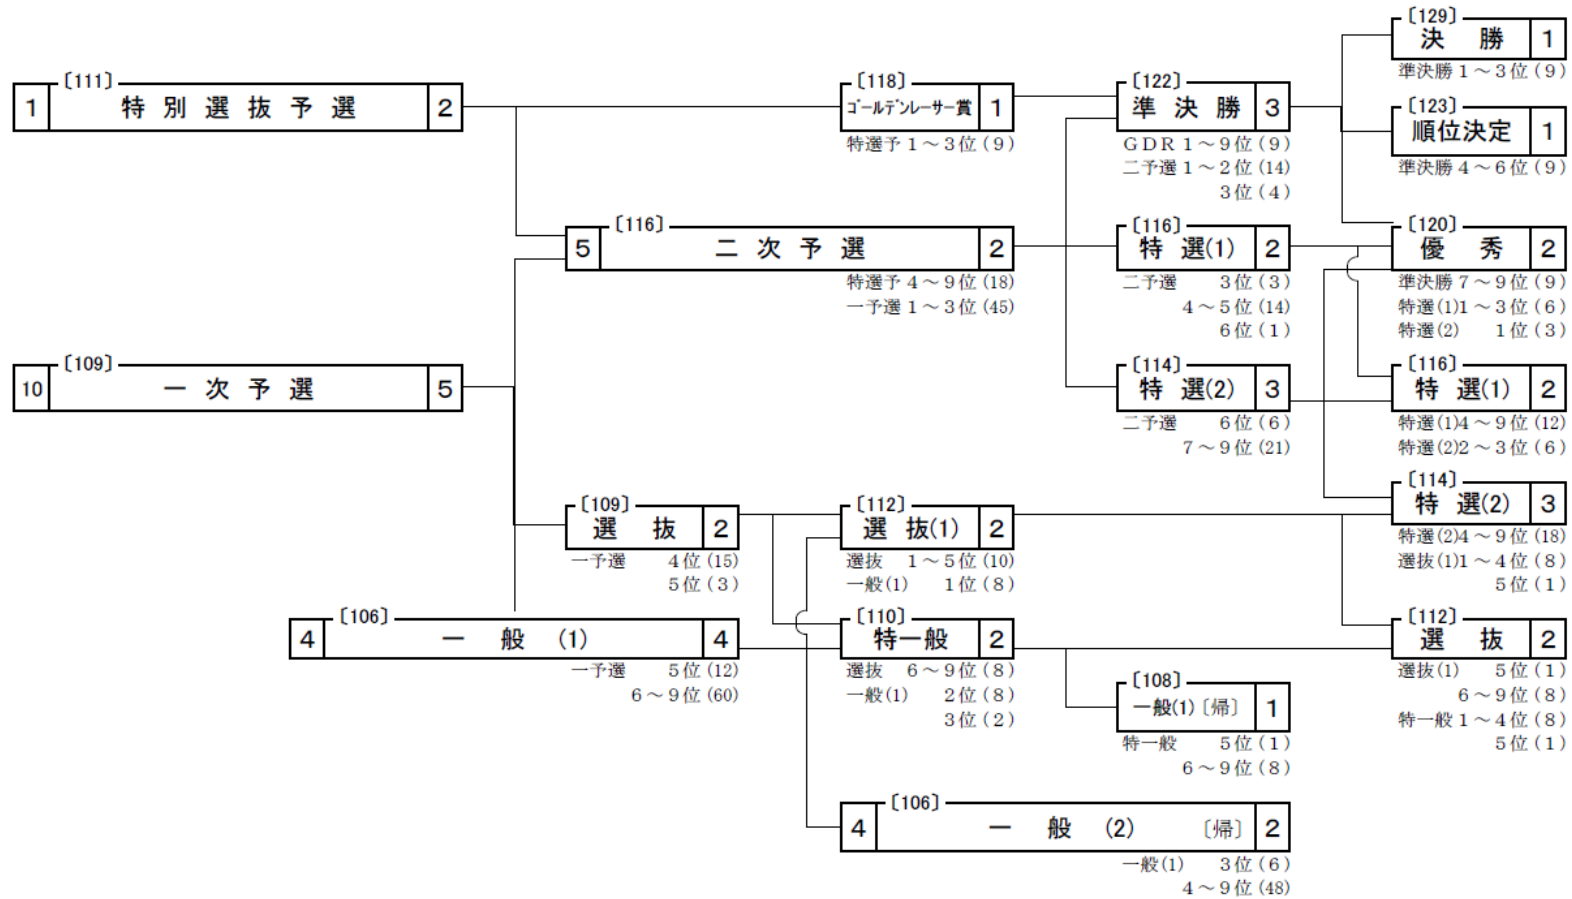 〔129〕
決 勝 1
準決勝 1～3位 (9)
〔111〕
1 特別選抜予選 2
〔118〕
ｺﾞｰﾙﾃﾞﾝﾚｰｻｰ賞 1
特選予 1～3位 (9)
〔122〕
準決勝 3
GDR 1～9位 (9)
二予選 1～2位 (14)
3位 (4)
〔123〕
順位決定 1
準決勝 4～6位 (9)
〔116〕
5 二次予選 2
特選予 4～9位 (18)
一予選 1～3位 (45)
〔116〕
特選(1) 2
二予選 3位 (3)
4～5位 (14)
6位 (1)
〔120〕
優 秀 2
準決勝 7～9位 (9)
特選(1)1～3位 (6)
特選(2) 1位 (3)
〔109〕
10 一次予選 5
〔114〕
特選(2) 3
二予選 6位 (6)
7～9位 (21)
〔116〕
特選(1) 2
特選(1)4～9位 (12)
特選(2)2～3位 (6)
〔109〕
選 抜 2
一予選 4位 (15)
5位 (3)
〔112〕
選抜(1) 2
選抜 1～5位 (10)
一般(1) 1位 (8)
〔114〕
特選(2) 3
特選(2)4～9位 (18)
選抜(1)1～4位 (8)
5位 (1)
〔106〕
4 一般(1) 4
一予選 5位 (12)
6～9位 (60)
〔110〕
特一般 2
選抜 6～9位 (8)
一般(1) 2位 (8)
3位 (2)
〔108〕
一般(1)〔帰〕 1
特一般 5位 (1)
6～9位 (8)
〔112〕
選 抜 2
選抜(1) 5位 (1)
6～9位 (8)
特一般 1～4位 (8)
5位 (1)
〔106〕
4 一般(2) 〔帰〕 2
一般(1) 3位 (6)
4～9位 (48)